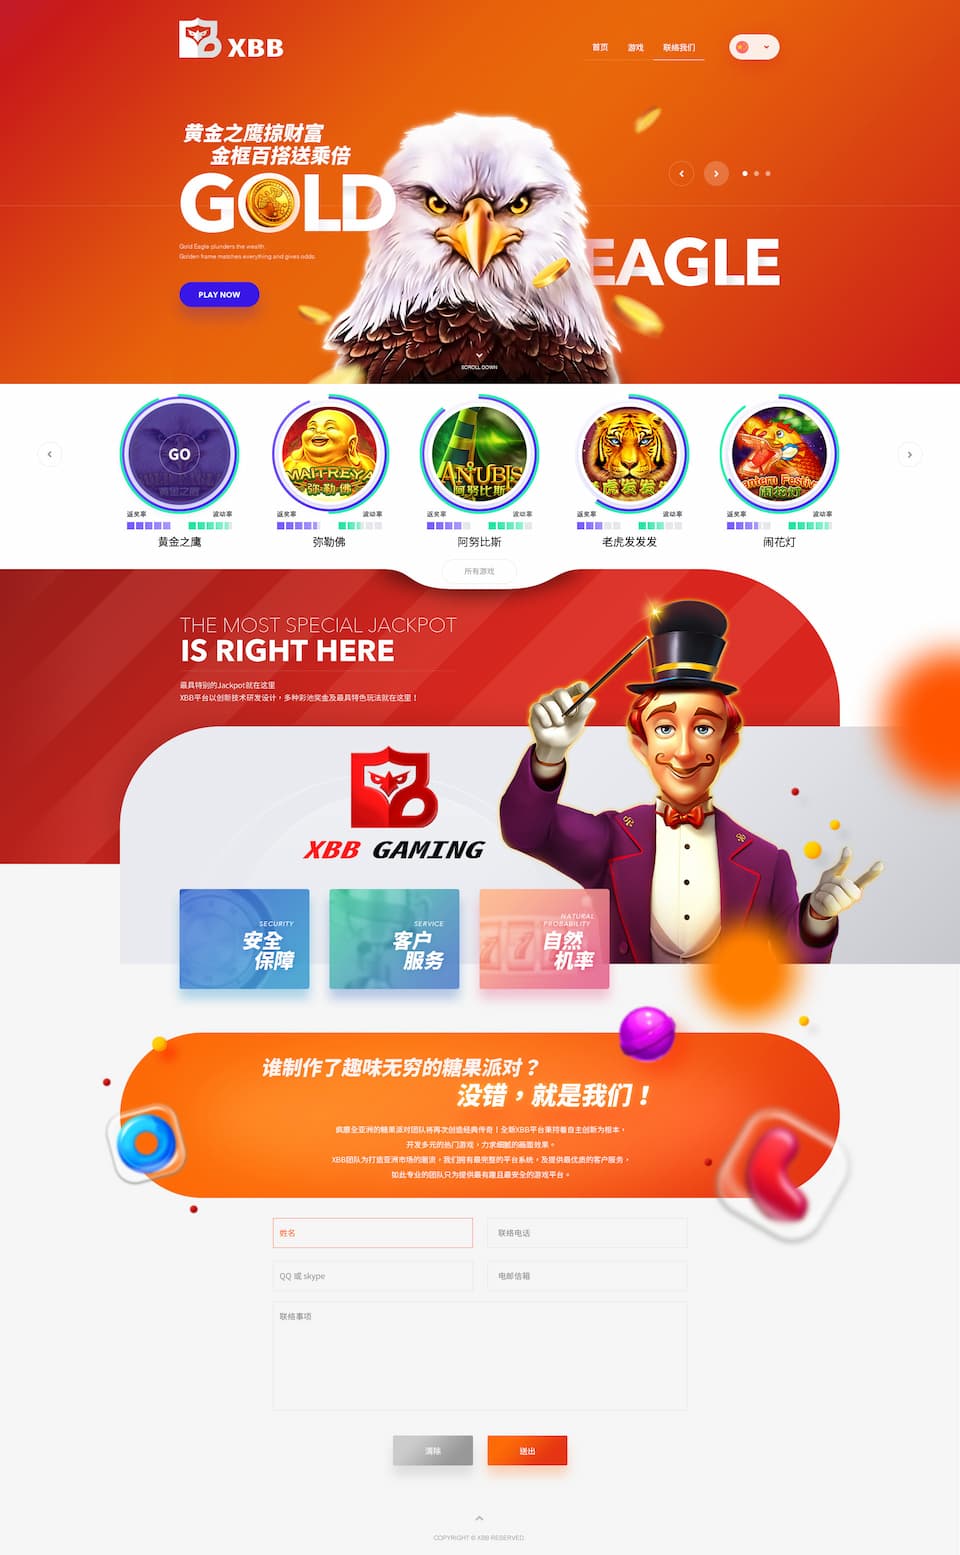 XBB
首页
游戏
联络我们
黄金之鹰掠财富
金框百搭送乘倍
GOLD
EAGLE
Gold Eagle plunders the wealth.
Golden frame matches everything and gives odds.
PLAY NOW
SCROLL DOWN
GO
黄金之鹰
MAITREYA
弥勒佛
ANUBIS
阿努比斯
虎发发
Lantern Festival
闹花灯
返奖率
波动率
返奖率
波动率
返奖率
波动率
返奖率
波动率
返奖率
波动率
黄金之鹰
弥勒佛
阿努比斯
老虎发发发
闹花灯
所有游戏
THE MOST SPECIAL JACKPOT
IS RIGHT HERE
最具特别的Jackpot就在这里
XBB平台以创新技术研发设计，多种彩池奖金及最具特色玩法就在这里！
XBB GAMING
SECURITY
安全
保障
SERVICE
客户
服务
NATURAL
PROBABILITY
自然
机率
谁制作了趣味无穷的糖果派对？
没错，就是我们！
疯靡全亚洲的糖果派对团队将再次创造经典传奇！全新XBB平台秉持着自主创新为根本，
开发多元的热门游戏，力求细腻的画面效果。
XBB团队为打造亚洲市场的潮流，我们拥有最完整的平台系统，及提供最优质的客户服务，
如此专业的团队只为提供最有趣且最安全的游戏平台。
姓名
联络电话
QQ 或 skype
电邮信箱
联络事项
清除
送出
COPYRIGHT © XBB RESERVED.